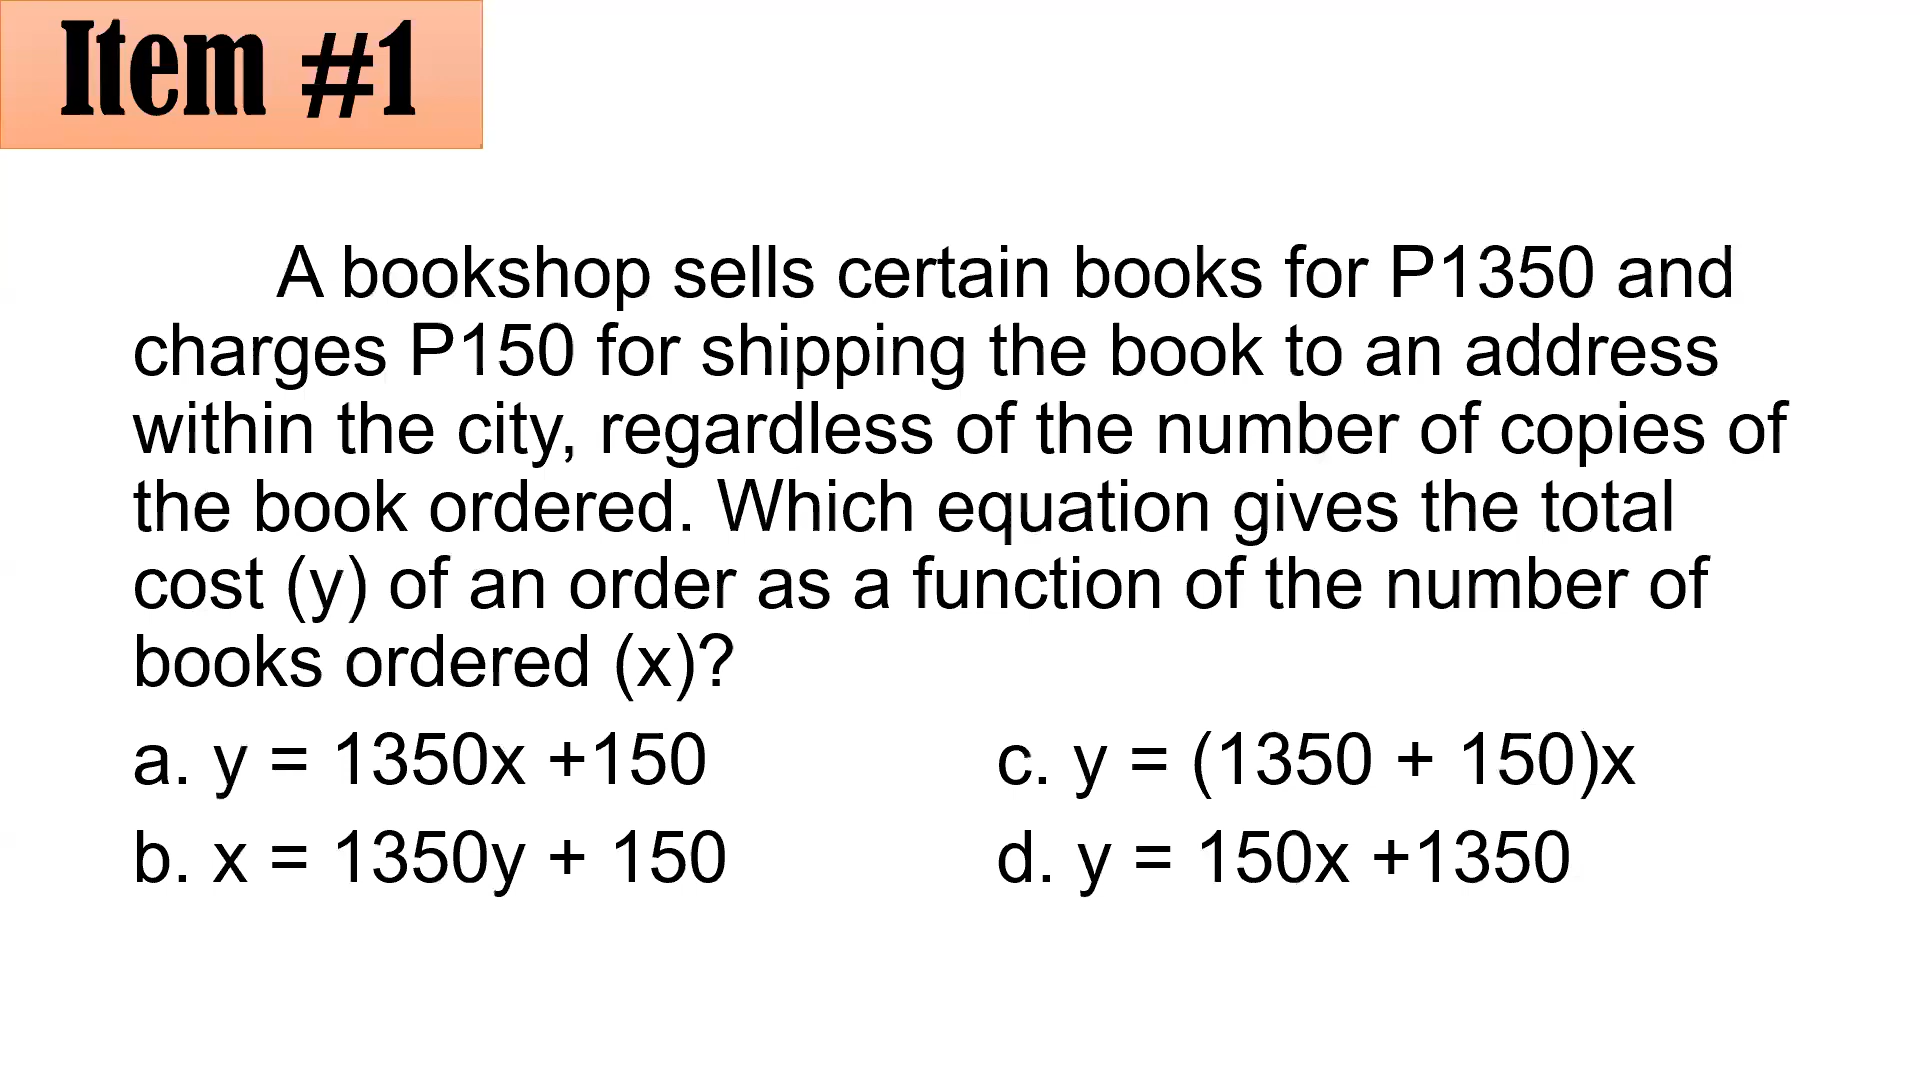 Item #1
A bookshop sells certain books for P1350 and
charges P150 for shipping the book to an address
within the city, regardless of the number of copies of
the book ordered. Which equation gives the total
cost (y) of an order as a function of the number of
books ordered (x)?
a. y = 1350x +150
c. y = (1350 + 150)x
b. x = 1350y + 150
d. y = 150x +1350